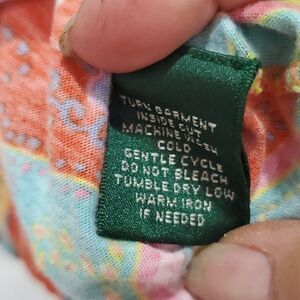 TURN GARMENT
INSIDE OUT
MACHINE WASH
COLD
GENTLE CYCLE
DO NOT BLEACH
TUMBLE DRY LOW
WARM IRON
IF NEEDED